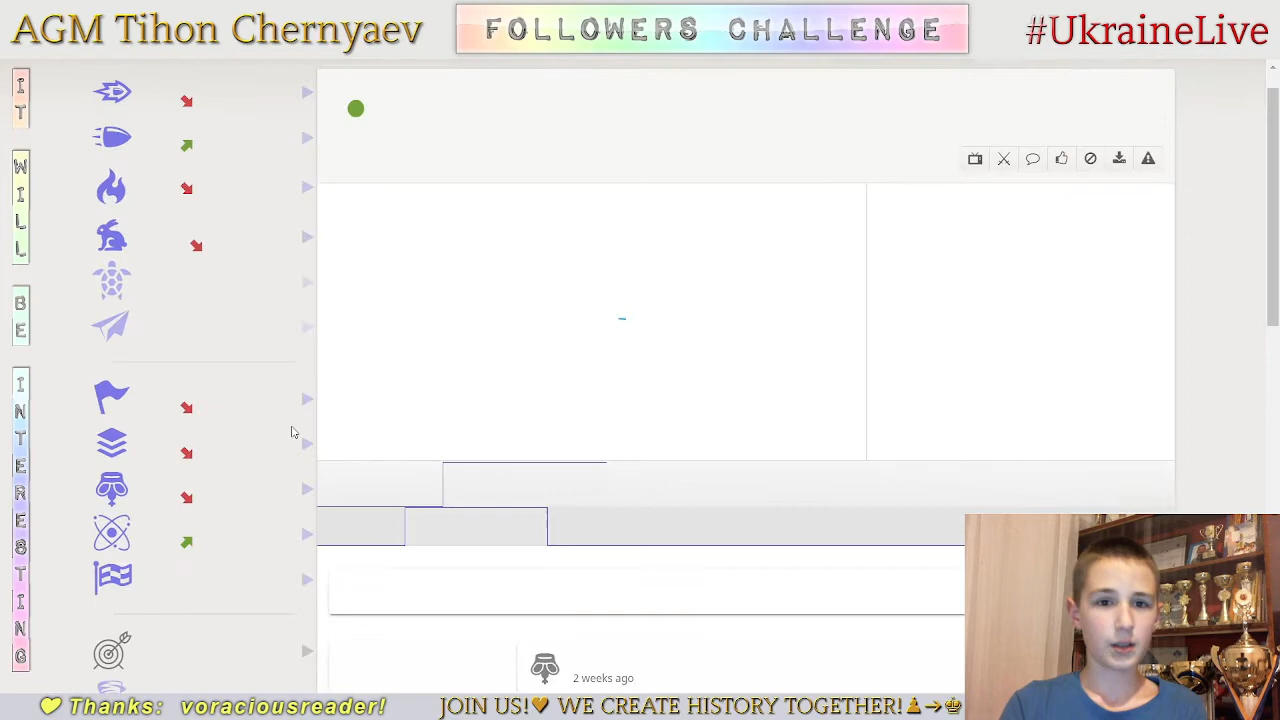 AGM Tihon Chernyaev
FOLLOWERS CHALLENGE
#UkraineLive
IT
WILL
BE
INTERESTING
2 weeks ago
Thanks: voraciousreader!
JOIN US! WE CREATE HISTORY TOGETHER!